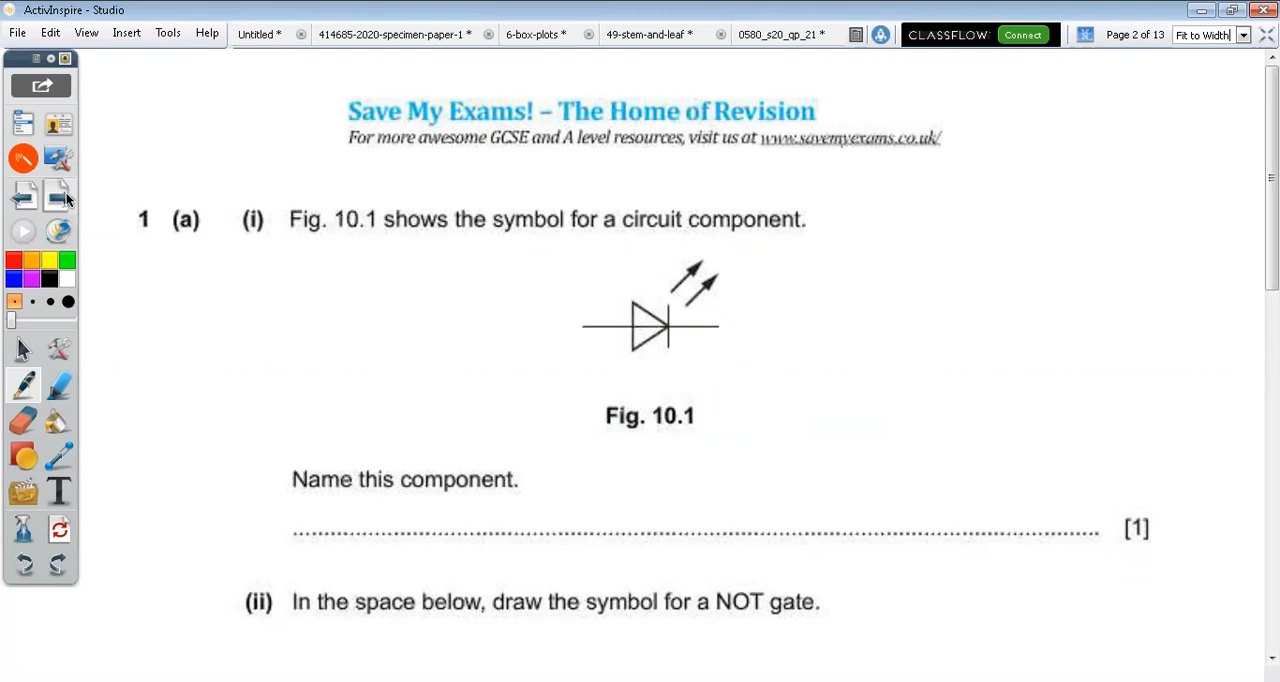 ActivInspire - Studio
File Edit View Insert Tools Help Untitled * 414685-2020-specimen-paper-1 * 6-box-plots * 49-stem-and-leaf * 0580_s20_qp_21 * CLASSFLOW Connect Page 2 of 13 Fit to Width
Save My Exams! – The Home of Revision
For more awesome GCSE and A level resources, visit us at www.savemyexams.co.uk/
1 (a) (i) Fig. 10.1 shows the symbol for a circuit component.
Fig. 10.1
Name this component.
.................................................................................................................................. [1]
(ii) In the space below, draw the symbol for a NOT gate.
T